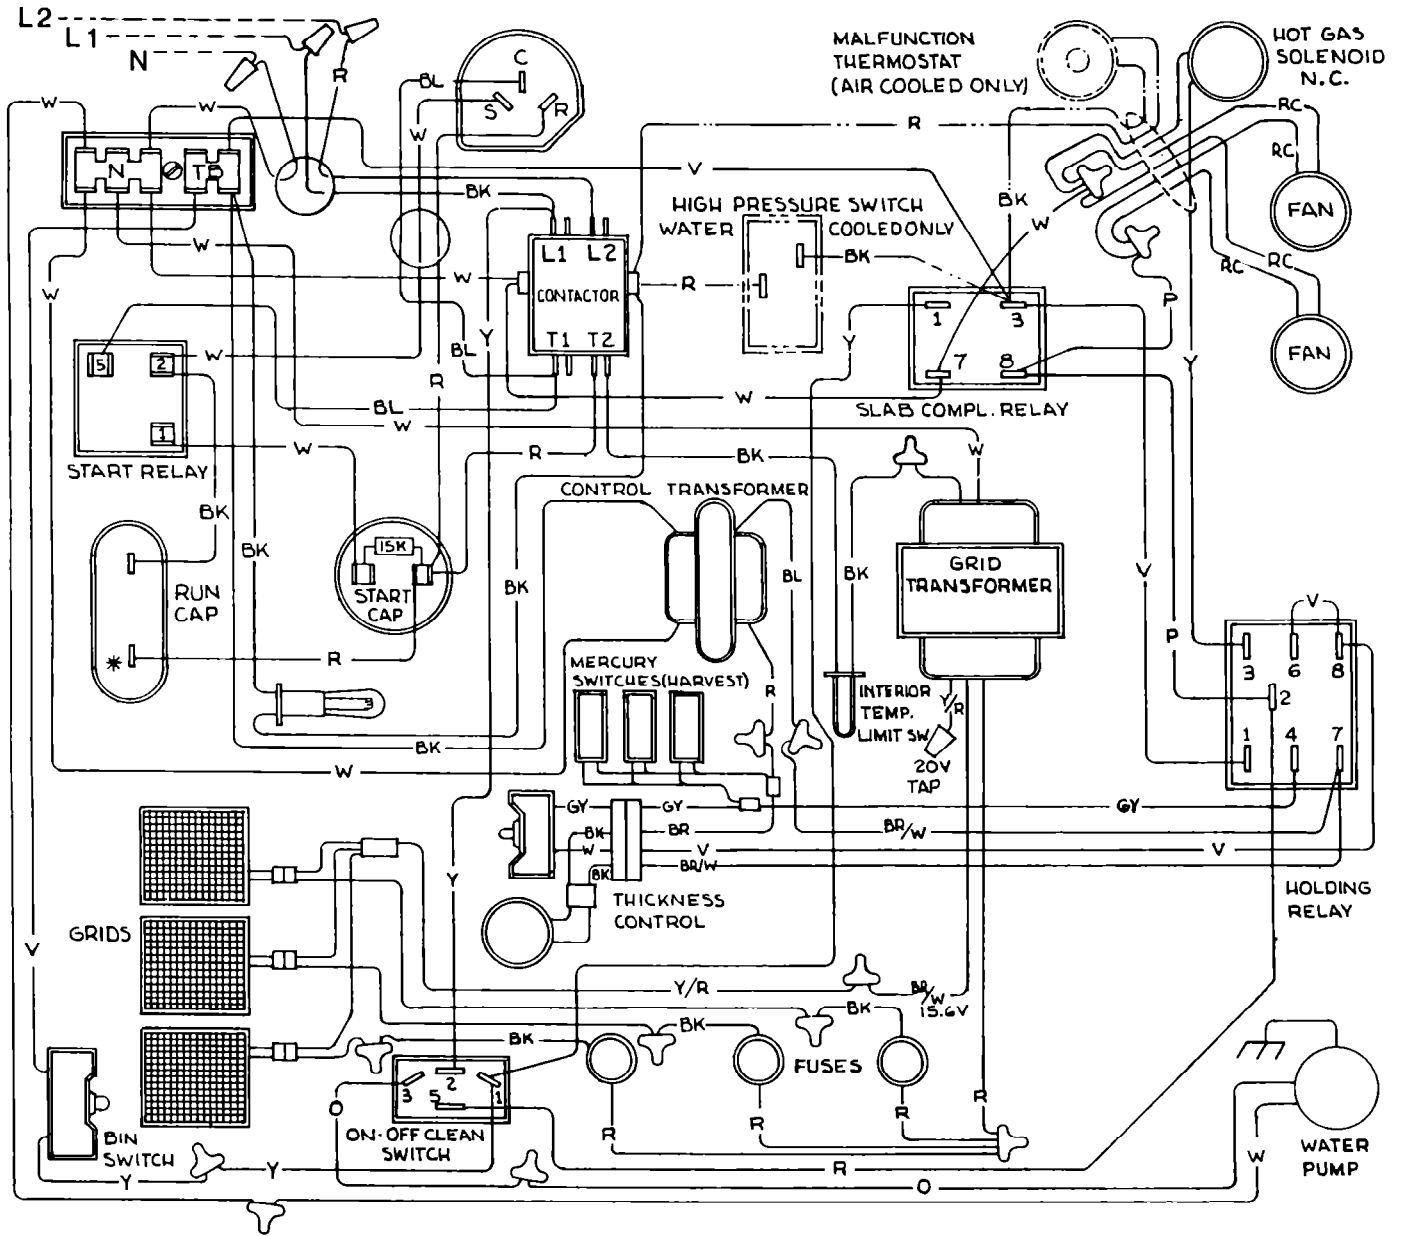 L2
L1
N
R
W
W
BL
C
S
R
W
MALFUNCTION
THERMOSTAT
(AIR COOLED ONLY)
HOT GAS
SOLENOID
N.C.
RC
RC
R
N
TB
V
BK
BK
W
FAN
HIGH PRESSURE SWITCH
WATER COOLED ONLY
W
L1 L2
BK
RC
RC
W
R
CONTACTOR
P
W
1
3
Y
T1 T2
Y
Y
BL
FAN
5
2
W
7
8
R
W
SLAB COMPL. RELAY
BL
W
1
W
START RELAY
R
BK
W
CONTROL TRANSFORMER
BK
BK
15K
START
CAP
RUN
CAP
BK
BL
BK
GRID
TRANSFORMER
V
V
P
R
*
MERCURY
SWITCHES (HARVEST)
R
INTERIOR
TEMP.
LIMIT SW
Y/R
20V
TAP
3
6
8
2
1
4
7
BK
W
GY
GY
GY
BK
BR
BR/W
W
V
V
BR/W
BK
Y
THICKNESS
CONTROL
HOLDING
RELAY
GRIDS
V
Y/R
BR/W
15.6V
BK
BK
BK
FUSES
3
2
1
5
O
R
R
R
R
ON-OFF CLEAN
SWITCH
BIN
SWITCH
Y
Y
R
O
W
WATER
PUMP